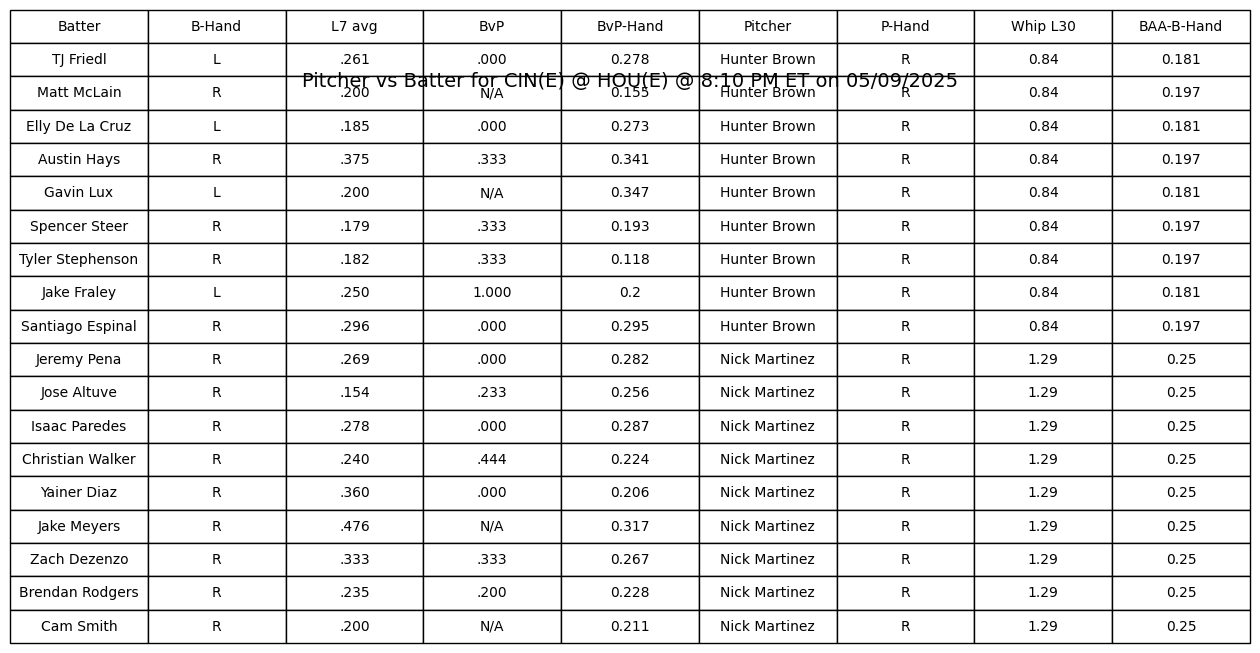 Batter B-Hand L7 avg BvP BvP-Hand Pitcher P-Hand Whip L30 BAA-B-Hand
TJ Friedl L .261 .000 0.278 Hunter Brown R 0.84 0.181
Pitcher vs Batter for CIN(E) @ HOU(E) @ 8:10 PM ET on 05/09/2025
Matt McLain R .200 N/A 0.155 Hunter Brown R 0.84 0.197
Elly De La Cruz L .185 .000 0.273 Hunter Brown R 0.84 0.181
Austin Hays R .375 .333 0.341 Hunter Brown R 0.84 0.197
Gavin Lux L .200 N/A 0.347 Hunter Brown R 0.84 0.181
Spencer Steer R .179 .333 0.193 Hunter Brown R 0.84 0.197
Tyler Stephenson R .182 .333 0.118 Hunter Brown R 0.84 0.197
Jake Fraley L .250 1.000 0.2 Hunter Brown R 0.84 0.181
Santiago Espinal R .296 .000 0.295 Hunter Brown R 0.84 0.197
Jeremy Pena R .269 .000 0.282 Nick Martinez R 1.29 0.25
Jose Altuve R .154 .233 0.256 Nick Martinez R 1.29 0.25
Isaac Paredes R .278 .000 0.287 Nick Martinez R 1.29 0.25
Christian Walker R .240 .444 0.224 Nick Martinez R 1.29 0.25
Yainer Diaz R .360 .000 0.206 Nick Martinez R 1.29 0.25
Jake Meyers R .476 N/A 0.317 Nick Martinez R 1.29 0.25
Zach Dezenzo R .333 .333 0.267 Nick Martinez R 1.29 0.25
Brendan Rodgers R .235 .200 0.228 Nick Martinez R 1.29 0.25
Cam Smith R .200 N/A 0.211 Nick Martinez R 1.29 0.25